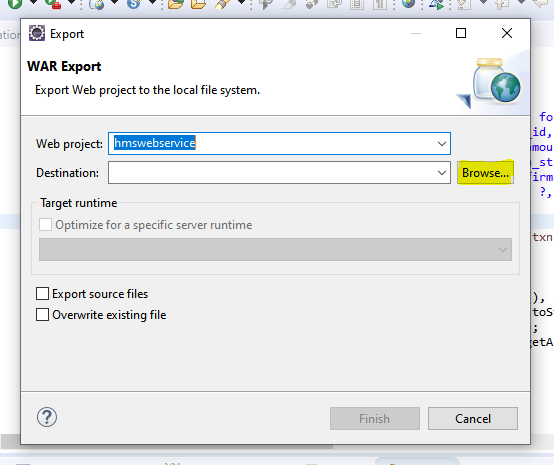 Export
WAR Export
Export Web project to the local file system.
Web project: hmswebservice
Destination: Browse...
Target runtime
Optimize for a specific server runtime
Export source files
Overwrite existing file
Finish Cancel